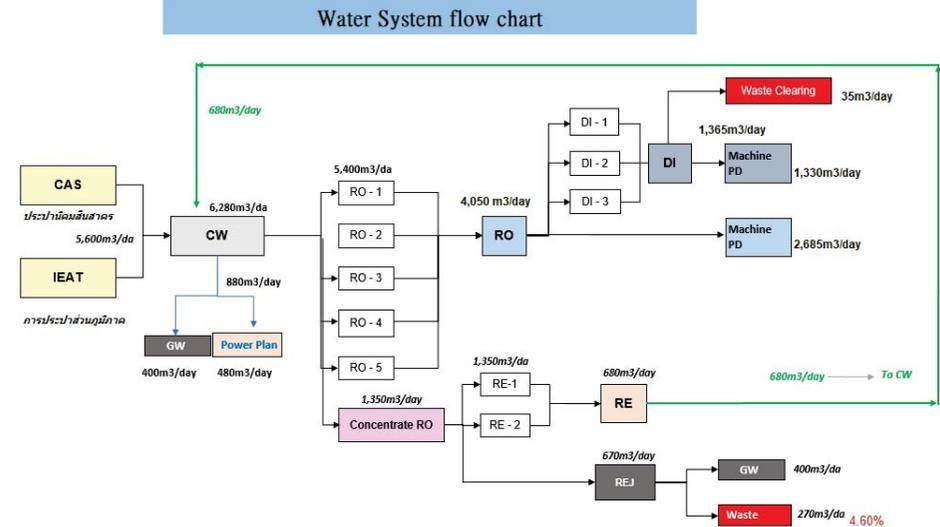 Water System flow chart
680m3/day
Waste Clearing
35m3/day
DI - 1
1,365m3/day
5,400m3/da
DI - 2
DI
Machine
PD
1,330m3/day
CAS
RO - 1
DI - 3
ประปานิคมสินสาคร
6,280m3/da
4,050 m3/day
5,600m3/da
CW
RO - 2
RO
Machine
PD
2,685m3/day
IEAT
880m3/day
RO - 3
การประปาส่วนภูมิภาค
RO - 4
GW
Power Plan
400m3/day
480m3/day
RO - 5
1,350m3/da
680m3/day
680m3/day
To CW
1,350m3/day
RE-1
RE
Concentrate RO
RE - 2
670m3/day
REJ
GW
400m3/da
Waste
270m3/da
4.60%